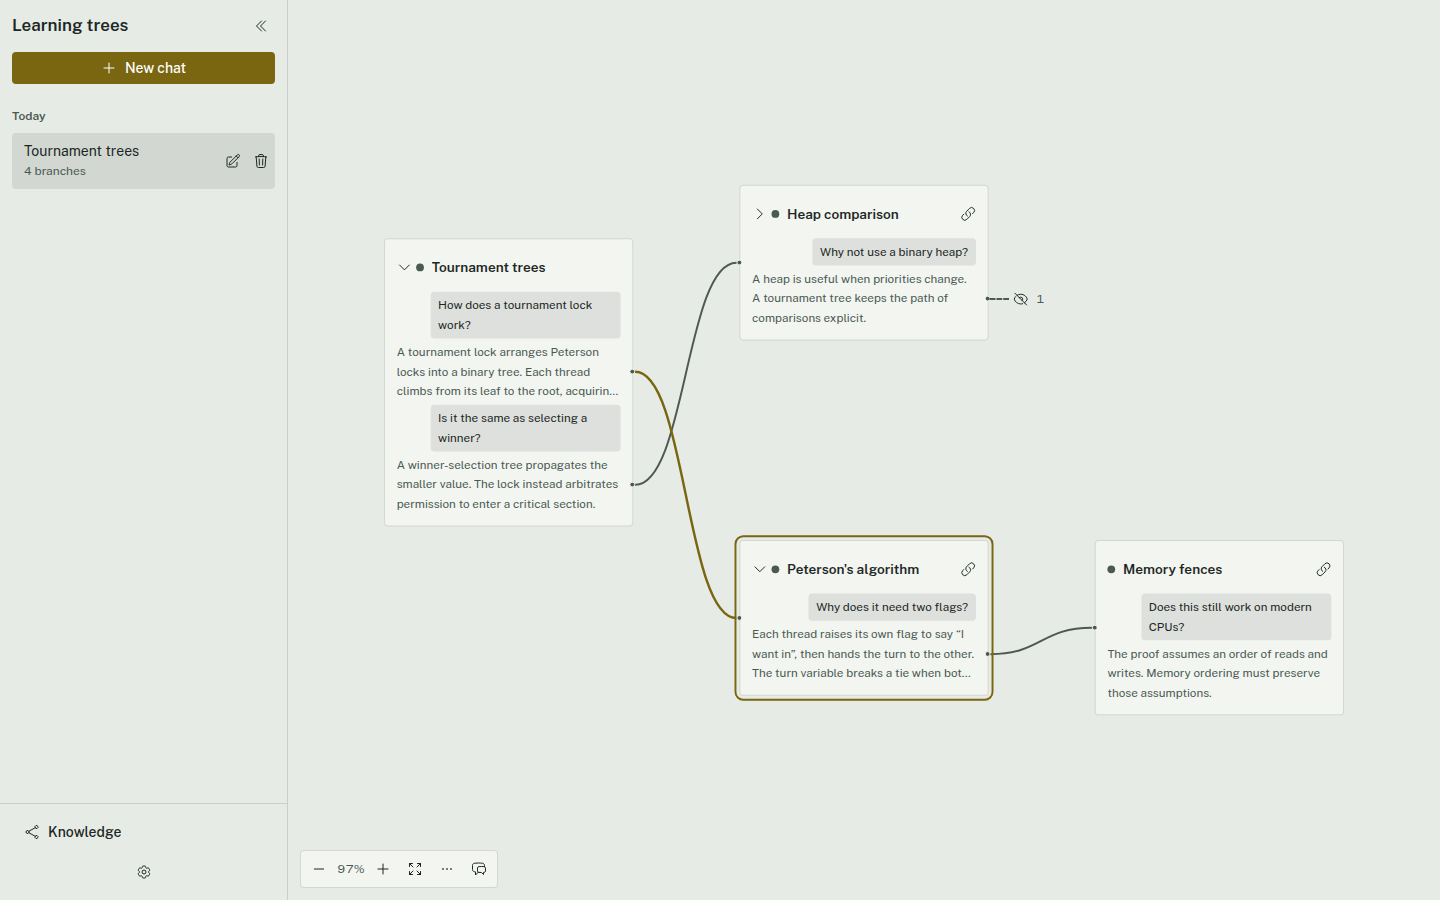 Learning trees
New chat
Today
Tournament trees
4 branches
Knowledge
Tournament trees
How does a tournament lock
work?
A tournament lock arranges Peterson
locks into a binary tree. Each thread
climbs from its leaf to the root, acquirin...
Is it the same as selecting a
winner?
A winner-selection tree propagates the
smaller value. The lock instead arbitrates
permission to enter a critical section.
Heap comparison
Why not use a binary heap?
A heap is useful when priorities change.
A tournament tree keeps the path of
comparisons explicit.
1
Peterson's algorithm
Why does it need two flags?
Each thread raises its own flag to say “I
want in”, then hands the turn to the other.
The turn variable breaks a tie when bot...
Memory fences
Does this still work on modern
CPUs?
The proof assumes an order of reads and
writes. Memory ordering must preserve
those assumptions.
97%